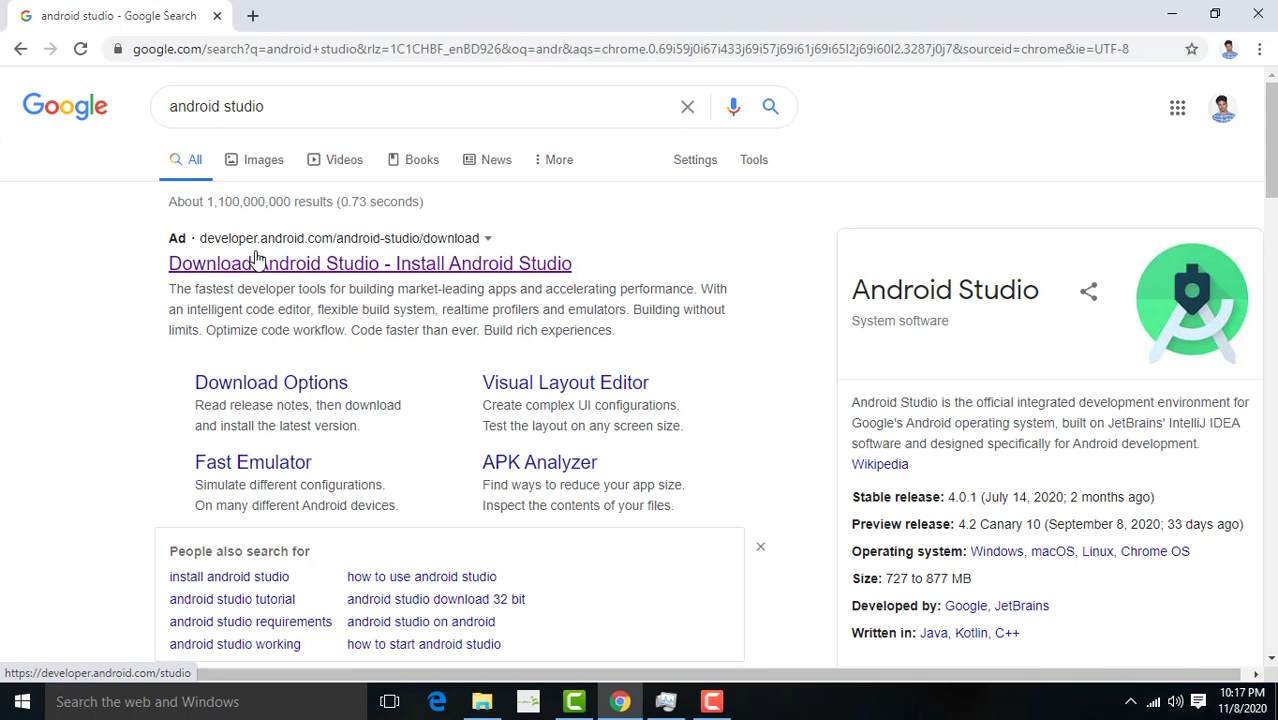 android studio - Google Search
google.com/search?q=android+studio&rlz=1C1CHBF_enBD926&oq=andr&aqs=chrome.0.69i59j0i67i433j69i57j69i61j69i65l2j69i60l2.3287j0j7&sourceid=chrome&ie=UTF-8
Google
android studio
All Images Videos Books News More Settings Tools
About 1,100,000,000 results (0.73 seconds)
Ad · developer.android.com/android-studio/download
Download Android Studio - Install Android Studio
The fastest developer tools for building market-leading apps and accelerating performance. With
an intelligent code editor, flexible build system, realtime profilers and emulators. Building without
limits. Optimize code workflow. Code faster than ever. Build rich experiences.
Download Options
Read release notes, then download
and install the latest version.
Visual Layout Editor
Create complex UI configurations.
Test the layout on any screen size.
Fast Emulator
Simulate different configurations.
On many different Android devices.
APK Analyzer
Find ways to reduce your app size.
Inspect the contents of your files.
People also search for
install android studio
android studio tutorial
android studio requirements
android studio working
how to use android studio
android studio download 32 bit
android studio on android
how to start android studio
Android Studio
System software
Android Studio is the official integrated development environment for
Google's Android operating system, built on JetBrains' IntelliJ IDEA
software and designed specifically for Android development.
Wikipedia
Stable release: 4.0.1 (July 14, 2020; 2 months ago)
Preview release: 4.2 Canary 10 (September 8, 2020; 33 days ago)
Operating system: Windows, macOS, Linux, Chrome OS
Size: 727 to 877 MB
Developed by: Google, JetBrains
Written in: Java, Kotlin, C++
https://developer.android.com/studio
Search the web and Windows
10:17 PM
11/8/2020